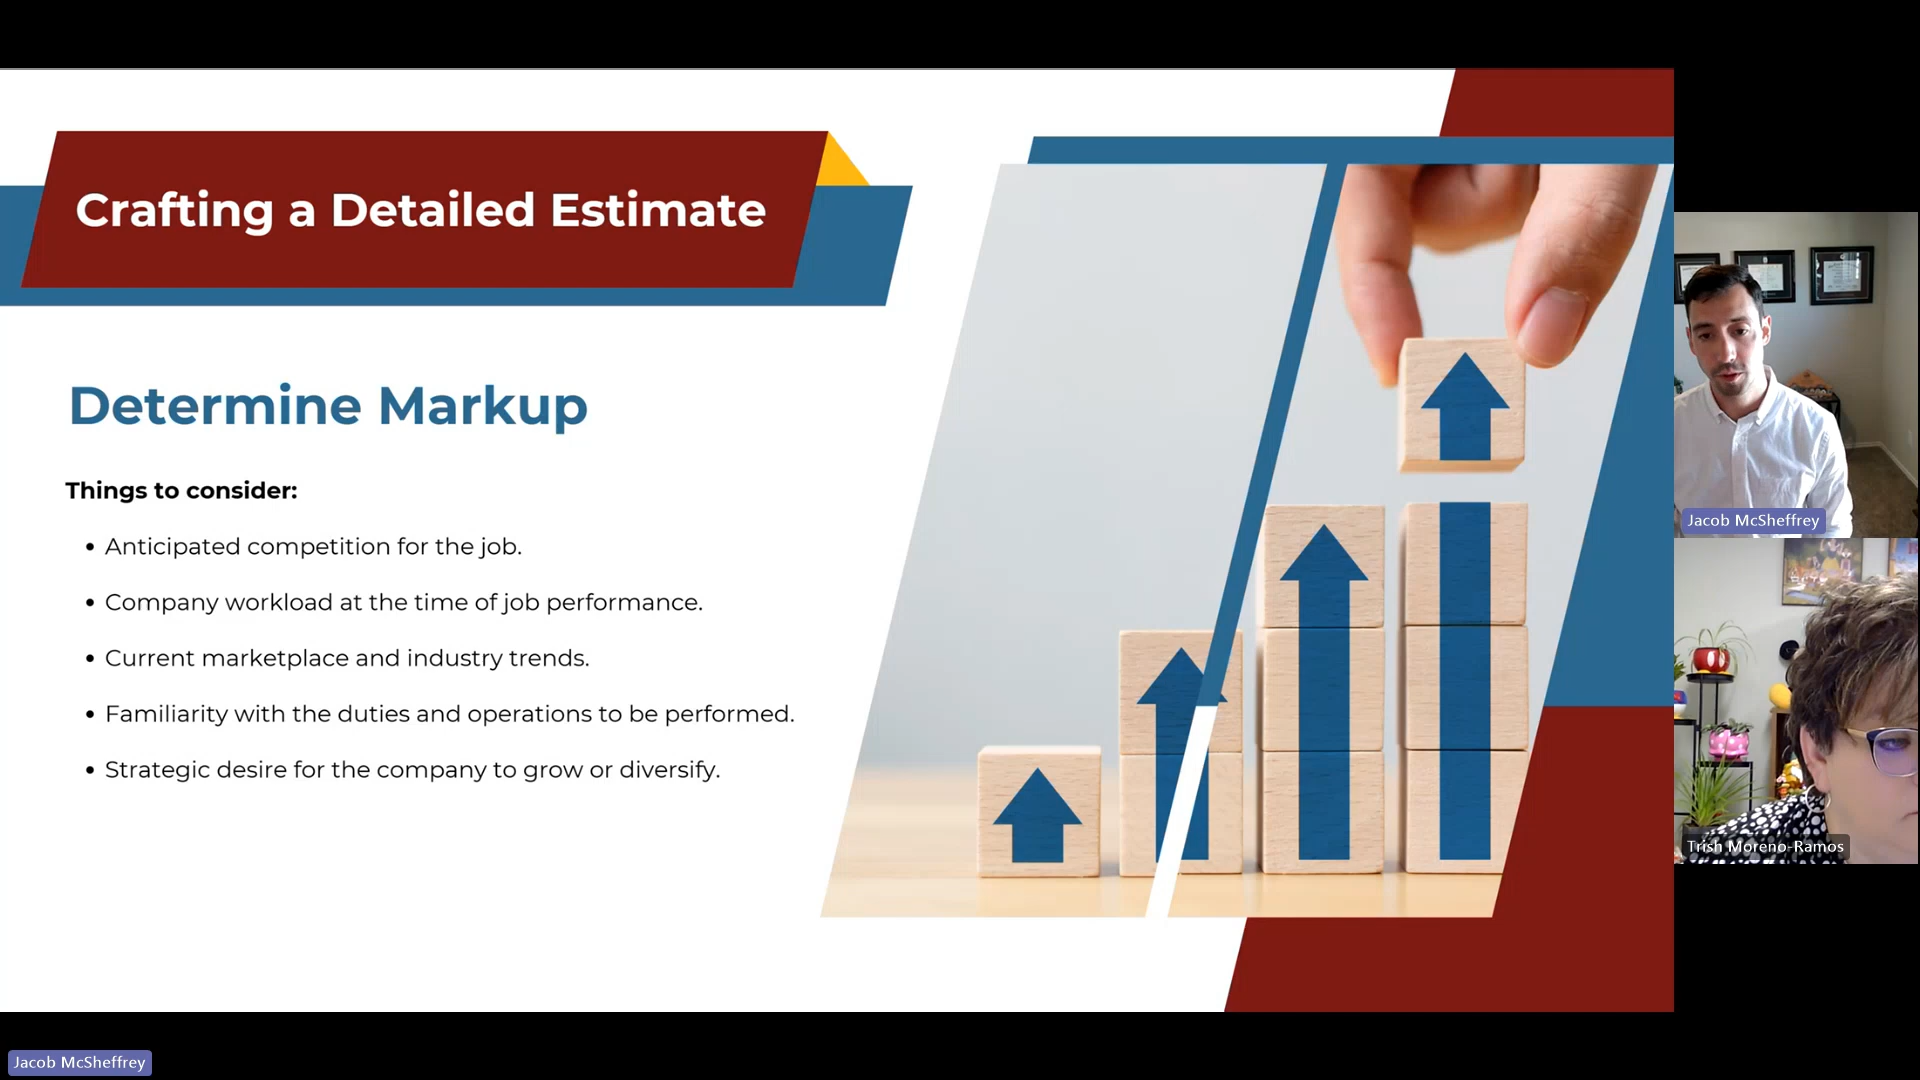 Crafting a Detailed Estimate
Determine Markup
Things to consider:
• Anticipated competition for the job.
• Company workload at the time of job performance.
• Current marketplace and industry trends.
• Familiarity with the duties and operations to be performed.
• Strategic desire for the company to grow or diversify.
Jacob McSheffrey
Trish Moreno-Ramos
Jacob McSheffrey